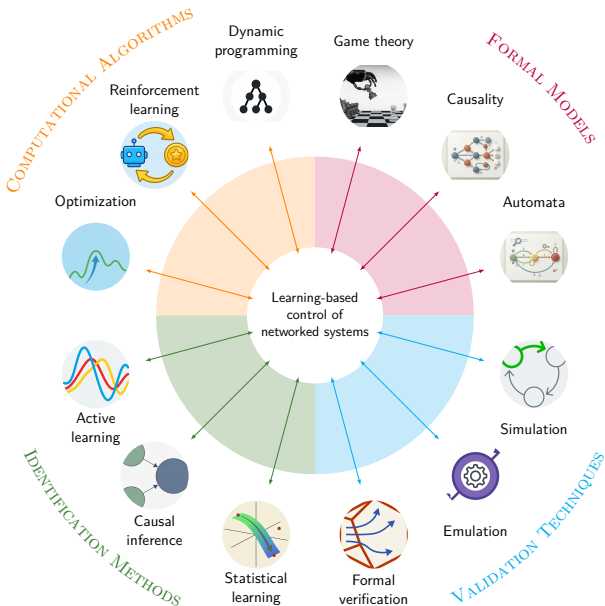 COMPUTATIONAL ALGORITHMS
Dynamic
programming
Game theory
FORMAL MODELS
Reinforcement
learning
Causality
Optimization
Automata
Learning-based
control of
networked systems
Active
learning
Simulation
Causal
inference
Emulation
Statistical
learning
Formal
verification
IDENTIFICATION METHODS
VALIDATION TECHNIQUES